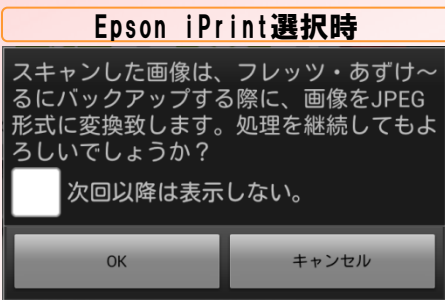 Epson iPrint選択時
スキャンした画像は、フレッツ・あずけ～
るにバックアップする際に、画像をJPEG
形式に変換致します。処理を継続してもよ
ろしいでしょうか？
次回以降は表示しない。
OK
キャンセル